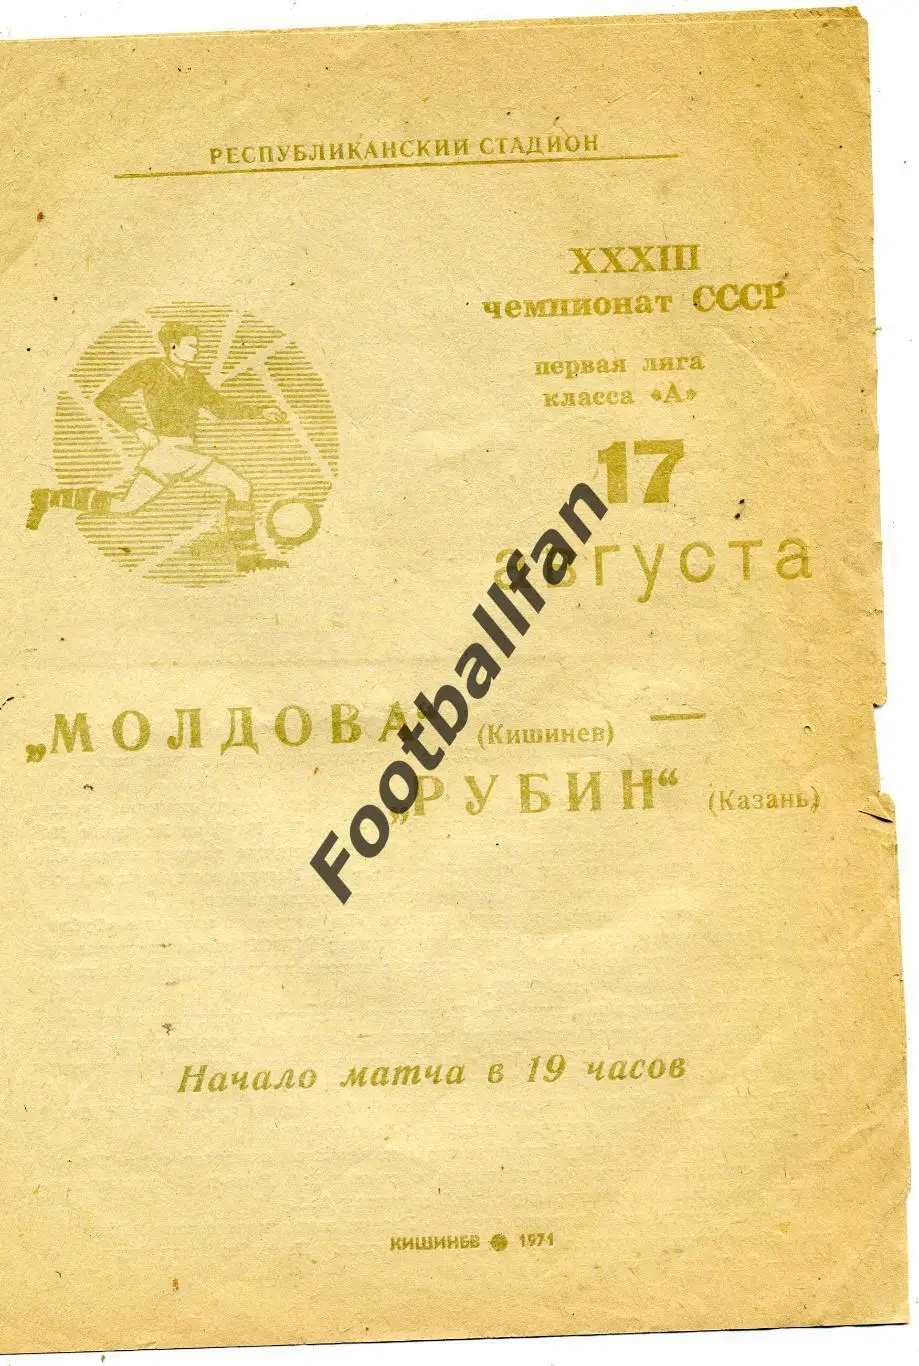 РЕСПУБЛИКАНСКИЙ СТАДИОН
XXXIII
чемпионат СССР
первая лига
класса «А»
17
августа
„МОЛДОВА“ (Кишинев) —
„РУБИН“ (Казань)
Footballfan
Начало матча в 19 часов
КИШИНЕВ 1971